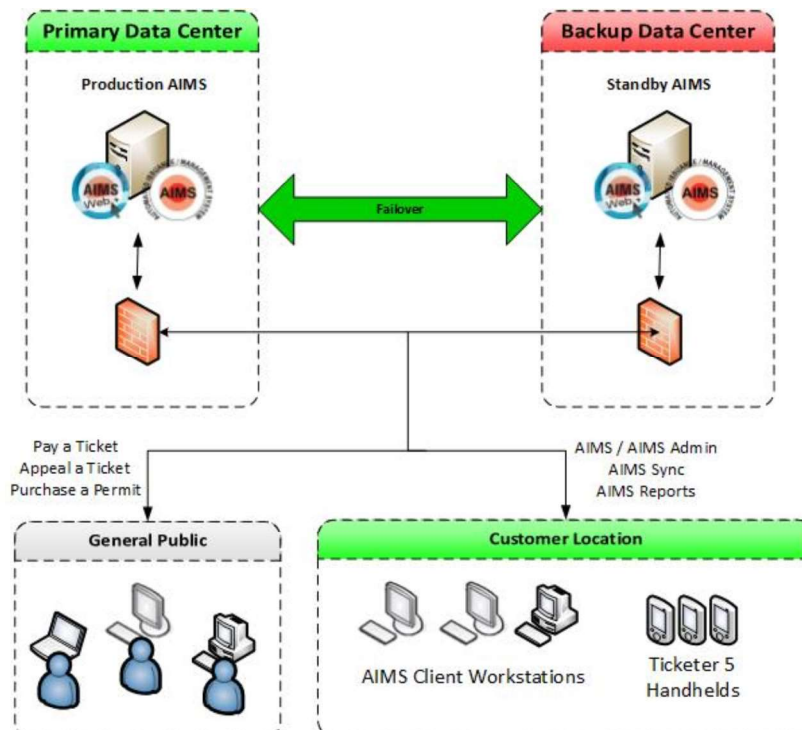 Primary Data Center
Backup Data Center
Production AIMS
Standby AIMS
AIMS
Web
AIMS
AIMS
Web
AIMS
Failover
Pay a Ticket
Appeal a Ticket
Purchase a Permit
AIMS / AIMS Admin
AIMS Sync
AIMS Reports
General Public
Customer Location
AIMS Client Workstations
Ticketer 5
Handhelds